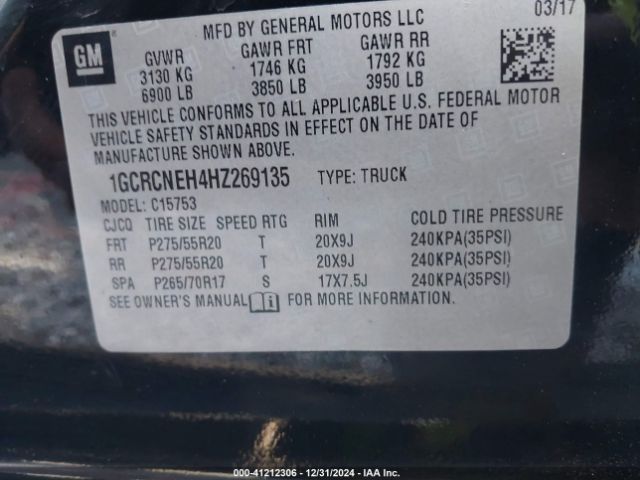 GM
MFD BY GENERAL MOTORS LLC
03/17
GVWR GAWR FRT GAWR RR
3130 KG 1746 KG 1792 KG
6900 LB 3850 LB 3950 LB
THIS VEHICLE CONFORMS TO ALL APPLICABLE U.S. FEDERAL MOTOR
VEHICLE SAFETY STANDARDS IN EFFECT ON THE DATE OF
MANUFACTURE SHOWN ABOVE.
1GCRCNEH4HZ269135 TYPE: TRUCK
MODEL: C15753
CJCQ TIRE SIZE SPEED RTG RIM COLD TIRE PRESSURE
FRT P275/55R20 T 20X9J 240KPA(35PSI)
RR P275/55R20 T 20X9J 240KPA(35PSI)
SPA P265/70R17 S 17X7.5J 240KPA(35PSI)
SEE OWNER'S MANUAL i FOR MORE INFORMATION.
000-41212306 - 12/31/2024 - IAA Inc.